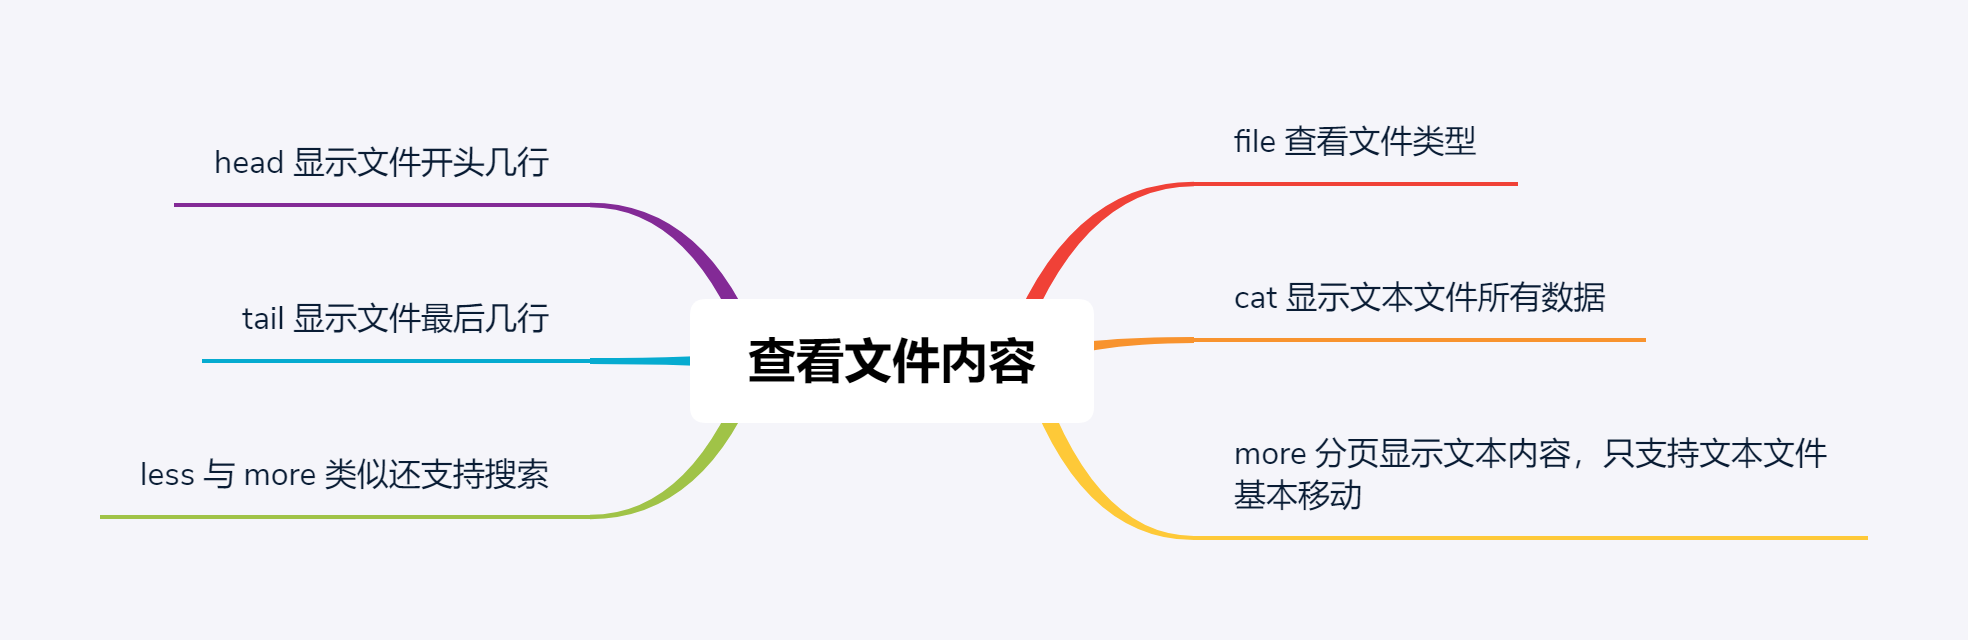 查看文件内容
file 查看文件类型
cat 显示文本文件所有数据
more 分页显示文本内容，只支持文本文件
基本移动
head 显示文件开头几行
tail 显示文件最后几行
less 与 more 类似还支持搜索